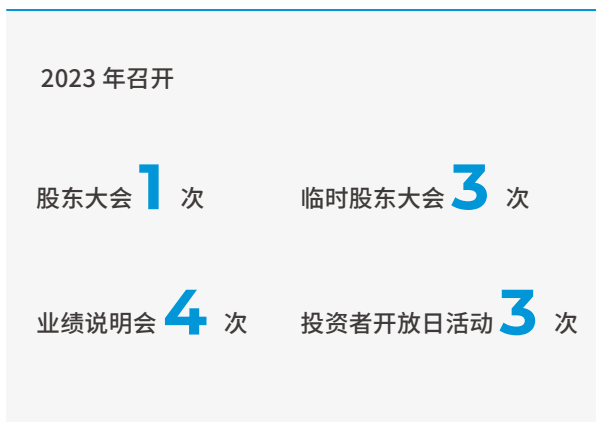 2023 年召开
股东大会 1 次 临时股东大会 3 次
业绩说明会 4 次 投资者开放日活动 3 次